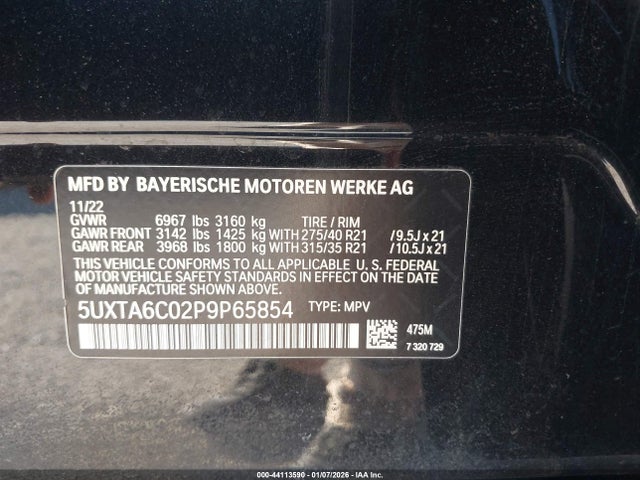 MFD BY BAYERISCHE MOTOREN WERKE AG
11/22
GVWR 6967 lbs 3160 kg TIRE / RIM
GAWR FRONT 3142 lbs 1425 kg WITH 275/40 R21 /9.5J x 21
GAWR REAR 3968 lbs 1800 kg WITH 315/35 R21 /10.5J x 21
THIS VEHICLE CONFORMS TO ALL APPLICABLE U. S. FEDERAL
MOTOR VEHICLE SAFETY STANDARDS IN EFFECT ON THE
DATE OF MANUFACTURE SHOWN ABOVE.
5UXTA6C02P9P65854 TYPE: MPV
475M
7 320 729
000-44113590 - 01/07/2026 - IAA Inc.